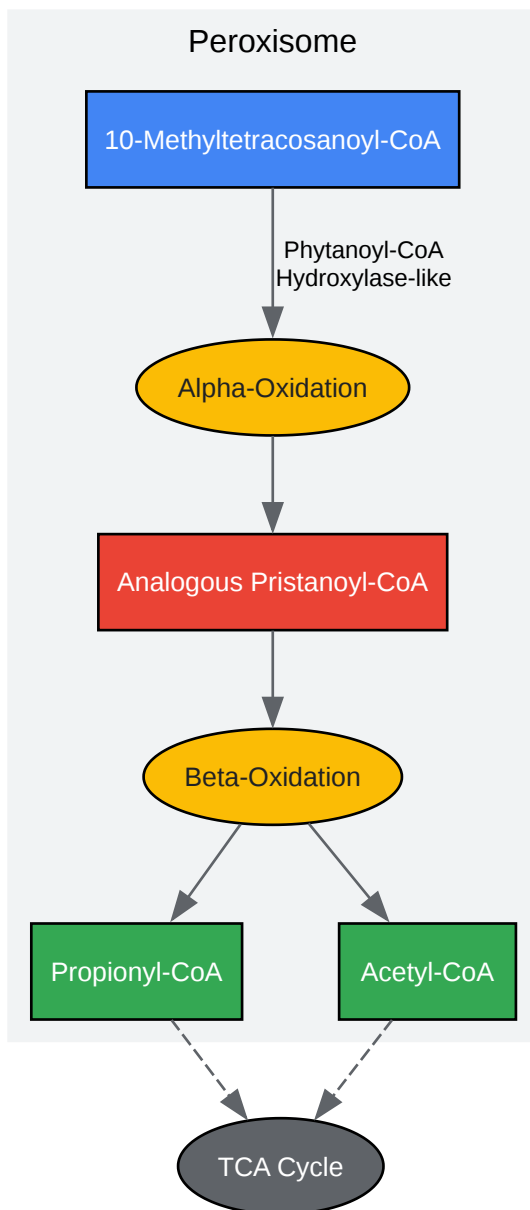 Peroxisome
10-Methyltetracosanoyl-CoA
Phytanoyl-CoA
Hydroxylase-like
Alpha-Oxidation
Analogous Pristanoyl-CoA
Beta-Oxidation
Propionyl-CoA
Acetyl-CoA
TCA Cycle